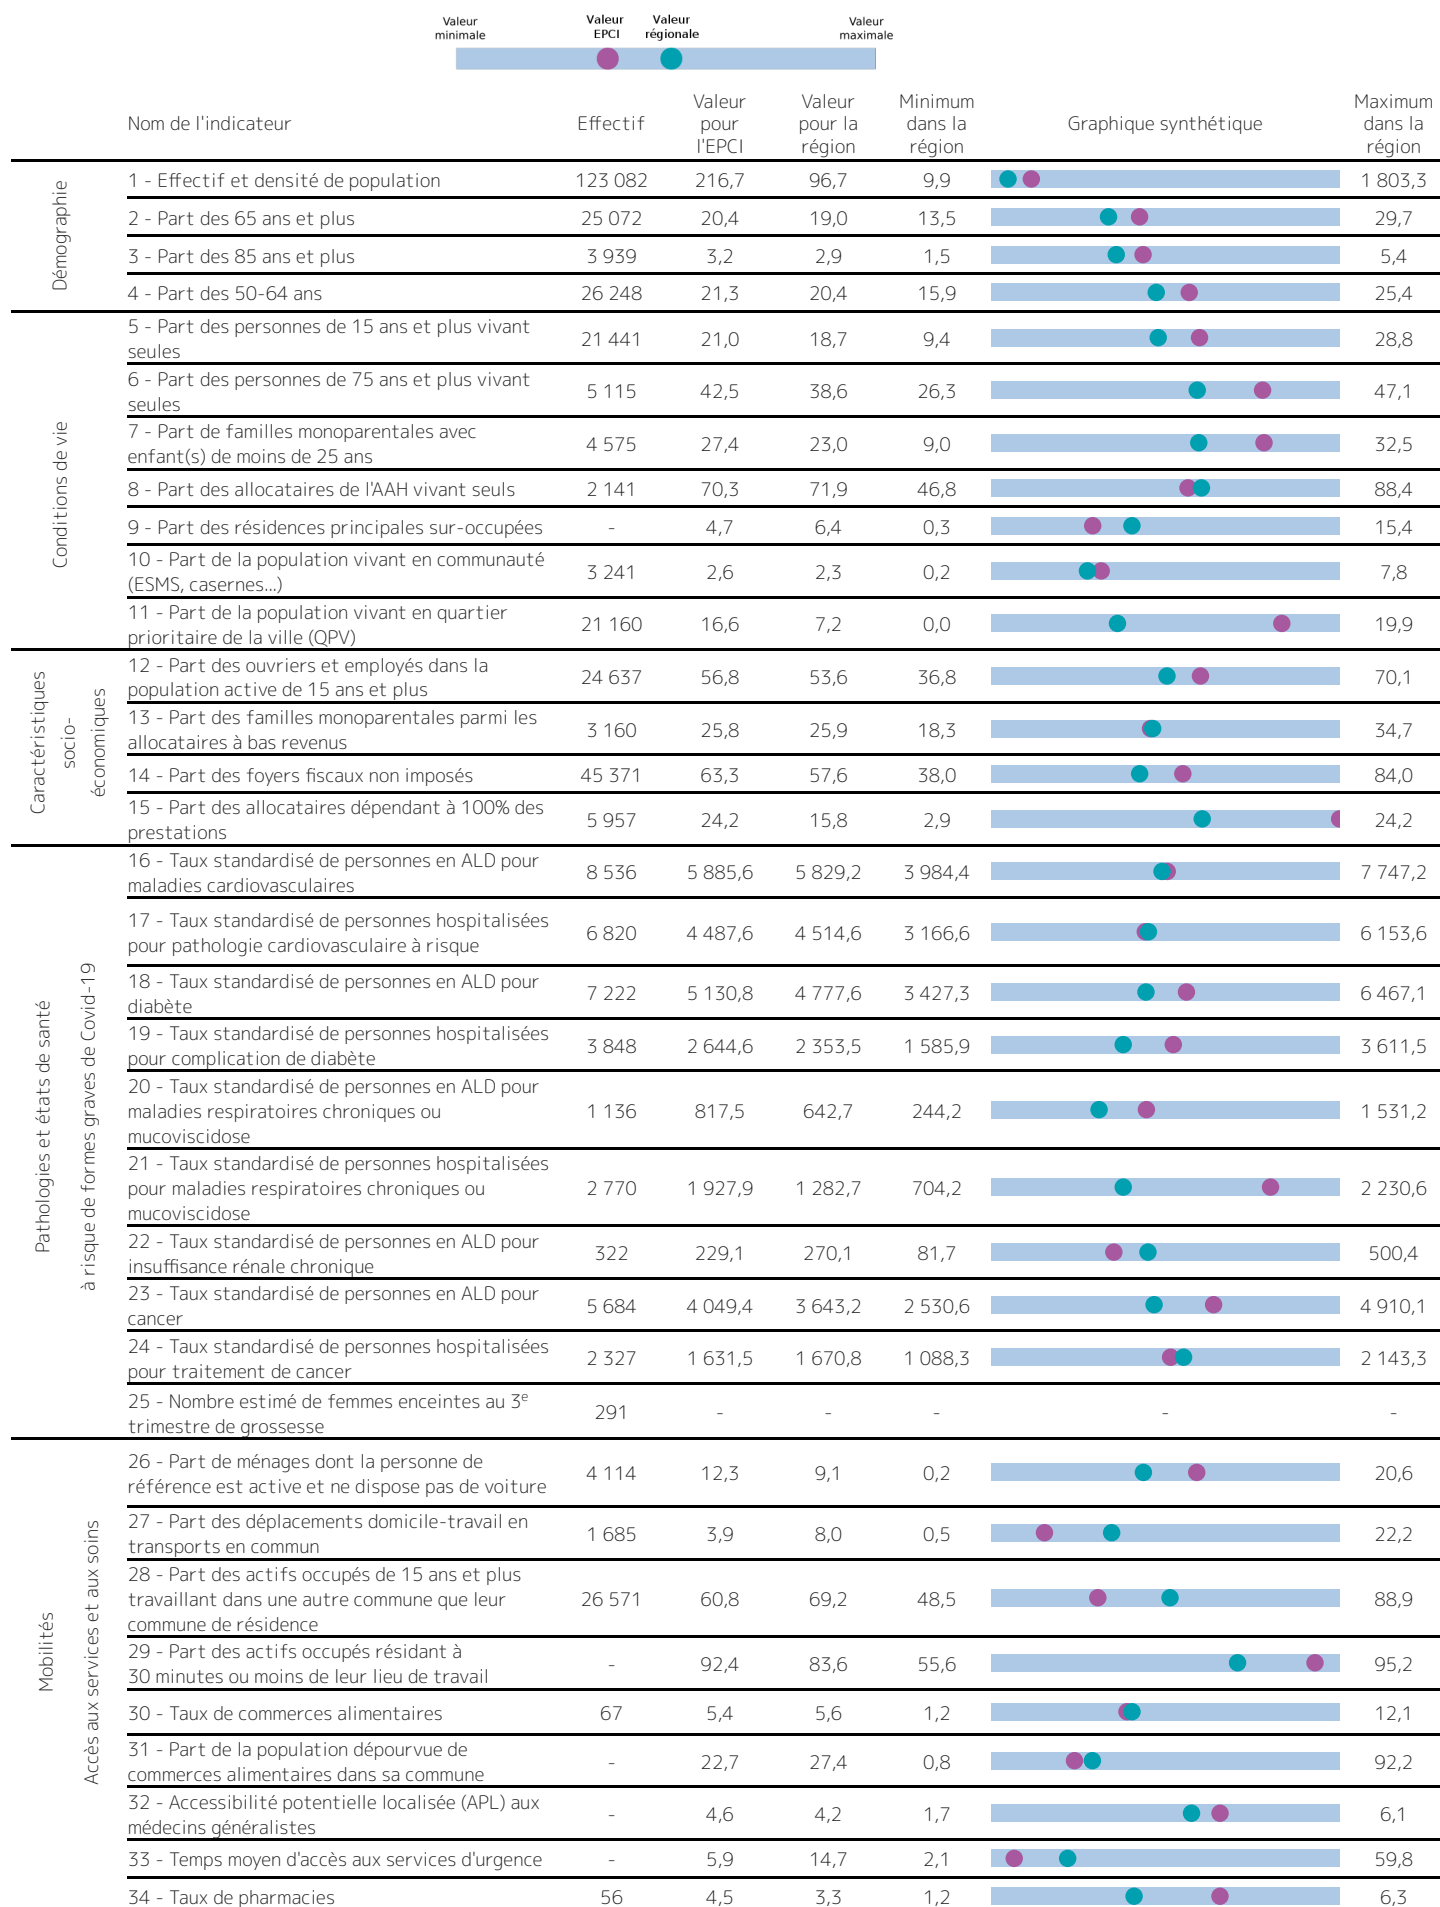 Valeur minimale
Valeur EPCI
Valeur régionale
Valeur maximale
Nom de l'indicateur
Effectif
Valeur pour l'EPCI
Valeur pour la région
Minimum dans la région
Graphique synthétique
Maximum dans la région
Démographie
1 - Effectif et densité de population 123 082 216,7 96,7 9,9 1 803,3
2 - Part des 65 ans et plus 25 072 20,4 19,0 13,5 29,7
3 - Part des 85 ans et plus 3 939 3,2 2,9 1,5 5,4
4 - Part des 50-64 ans 26 248 21,3 20,4 15,9 25,4
Conditions de vie
5 - Part des personnes de 15 ans et plus vivant
seules 21 441 21,0 18,7 9,4 28,8
6 - Part des personnes de 75 ans et plus vivant
seules 5 115 42,5 38,6 26,3 47,1
7 - Part de familles monoparentales avec
enfant(s) de moins de 25 ans 4 575 27,4 23,0 9,0 32,5
8 - Part des allocataires de l'AAH vivant seuls 2 141 70,3 71,9 46,8 88,4
9 - Part des résidences principales sur-occupées - 4,7 6,4 0,3 15,4
10 - Part de la population vivant en communauté
(ESMS, casernes...) 3 241 2,6 2,3 0,2 7,8
11 - Part de la population vivant en quartier
prioritaire de la ville (QPV) 21 160 16,6 7,2 0,0 19,9
Caractéristiques
socio-
économiques
12 - Part des ouvriers et employés dans la
population active de 15 ans et plus 24 637 56,8 53,6 36,8 70,1
13 - Part des familles monoparentales parmi les
allocataires à bas revenus 3 160 25,8 25,9 18,3 34,7
14 - Part des foyers fiscaux non imposés 45 371 63,3 57,6 38,0 84,0
15 - Part des allocataires dépendant à 100% des
prestations 5 957 24,2 15,8 2,9 24,2
Pathologies et états de santé
à risque de formes graves de Covid-19
16 - Taux standardisé de personnes en ALD pour
maladies cardiovasculaires 8 536 5 885,6 5 829,2 3 984,4 7 747,2
17 - Taux standardisé de personnes hospitalisées
pour pathologie cardiovasculaire à risque 6 820 4 487,6 4 514,6 3 166,6 6 153,6
18 - Taux standardisé de personnes en ALD pour
diabète 7 222 5 130,8 4 777,6 3 427,3 6 467,1
19 - Taux standardisé de personnes hospitalisées
pour complication de diabète 3 848 2 644,6 2 353,5 1 585,9 3 611,5
20 - Taux standardisé de personnes en ALD pour
maladies respiratoires chroniques ou 1 136 817,5 642,7 244,2 1 531,2
mucoviscidose
21 - Taux standardisé de personnes hospitalisées
pour maladies respiratoires chroniques ou 2 770 1 927,9 1 282,7 704,2 2 230,6
mucoviscidose
22 - Taux standardisé de personnes en ALD pour
insuffisance rénale chronique 322 229,1 270,1 81,7 500,4
23 - Taux standardisé de personnes en ALD pour
cancer 5 684 4 049,4 3 643,2 2 530,6 4 910,1
24 - Taux standardisé de personnes hospitalisées
pour traitement de cancer 2 327 1 631,5 1 670,8 1 088,3 2 143,3
25 - Nombre estimé de femmes enceintes au 3e
trimestre de grossesse 291 - - - - -
Mobilités
Accès aux services et aux soins
26 - Part de ménages dont la personne de
référence est active et ne dispose pas de voiture 4 114 12,3 9,1 0,2 20,6
27 - Part des déplacements domicile-travail en
transports en commun 1 685 3,9 8,0 0,5 22,2
28 - Part des actifs occupés de 15 ans et plus
travaillant dans une autre commune que leur 26 571 60,8 69,2 48,5 88,9
commune de résidence
29 - Part des actifs occupés résidant à
30 minutes ou moins de leur lieu de travail - 92,4 83,6 55,6 95,2
30 - Taux de commerces alimentaires 67 5,4 5,6 1,2 12,1
31 - Part de la population dépourvue de
commerces alimentaires dans sa commune - 22,7 27,4 0,8 92,2
32 - Accessibilité potentielle localisée (APL) aux
médecins généralistes - 4,6 4,2 1,7 6,1
33 - Temps moyen d'accès aux services d'urgence - 5,9 14,7 2,1 59,8
34 - Taux de pharmacies 56 4,5 3,3 1,2 6,3